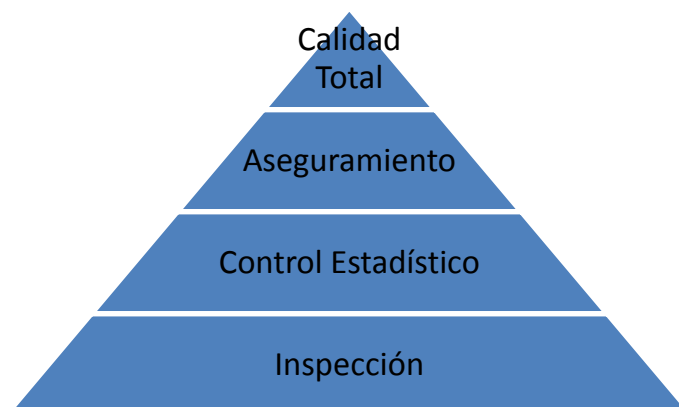 Calidad
Total
Aseguramiento
Control Estadístico
Inspección